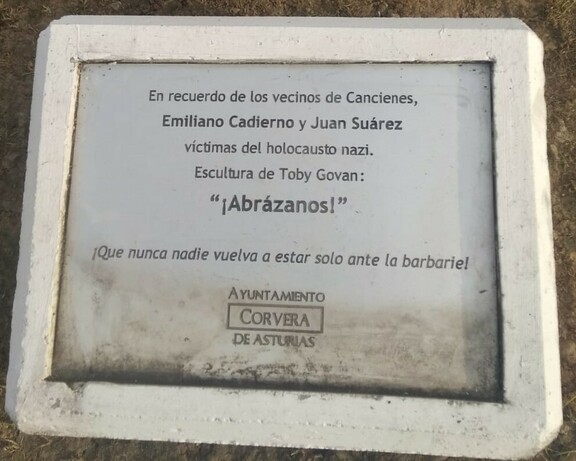 En recuerdo de los vecinos de Cancienes,
Emiliano Cadierno y Juan Suárez
víctimas del holocausto nazi.
Escultura de Toby Govan:
“¡Abrázanos!”
¡Que nunca nadie vuelva a estar solo ante la barbarie!
AYUNTAMIENTO
CORVERA
DE ASTURIAS